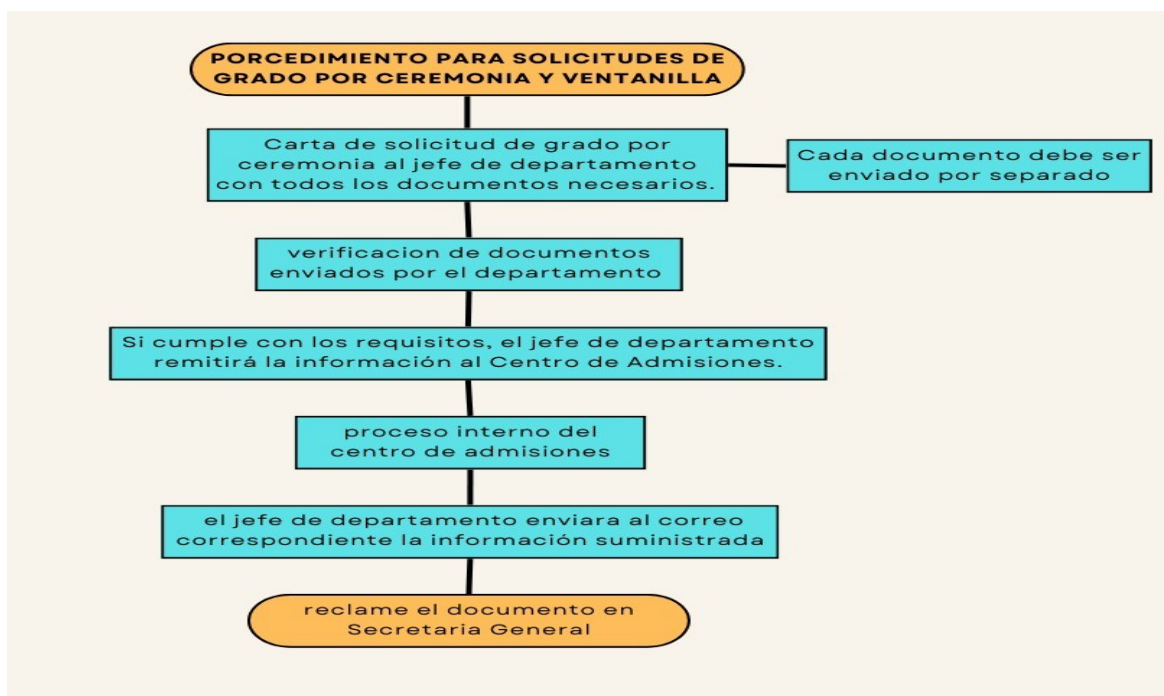 PORCEDIMIENTO PARA SOLICITUDES DE
GRADO POR CEREMONIA Y VENTANILLA
Carta de solicitud de grado por
ceremonia al jefe de departamento
con todos los documentos necesarios.
Cada documento debe ser
enviado por separado
verificacion de documentos
enviados por el departamento
Si cumple con los requisitos, el jefe de departamento
remitirá la información al Centro de Admisiones.
proceso interno del
centro de admisiones
el jefe de departamento enviara al correo
correspondiente la información suministrada
reclame el documento en
Secretaria General